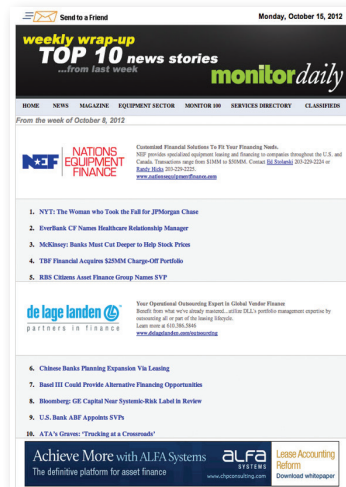 Send to a Friend
Monday, October 15, 2012
weekly wrap-up
TOP 10 news stories
...from last week
monitordaily
HOME NEWS MAGAZINE EQUIPMENT SECTOR MONITOR 100 SERVICES DIRECTORY CLASSIFIEDS
From the week of October 8, 2012
NEF NATIONS
EQUIPMENT
FINANCE
Customized Financial Solutions To Fit Your Financing Needs.
NEF provides specialized equipment leasing and financing to companies throughout the U.S. and
Canada. Transactions range from $1MM to $50MM. Contact Ed Stolarski 203-229-2224 or
Randy Hicks 203-229-2225.
www.nationsequipmentfinance.com
1. NYT: The Woman who Took the Fall for JPMorgan Chase
2. EverBank CF Names Healthcare Relationship Manager
3. McKinsey: Banks Must Cut Deeper to Help Stock Prices
4. TBF Financial Acquires $25MM Charge-Off Portfolio
5. RBS Citizens Asset Finance Group Names SVP
de lage landen
partners in finance
Your Operational Outsourcing Expert in Global Vendor Finance
Benefit from what we've already mastered...utilize DLL's portfolio management expertise by
outsourcing all or part of the leasing lifecycle.
Learn more at 610.386.5846
www.delagelanden.com/outsourcing
6. Chinese Banks Planning Expansion Via Leasing
7. Basel III Could Provide Alternative Financing Opportunities
8. Bloomberg: GE Capital Near Systemic-Risk Label in Review
9. U.S. Bank ABF Appoints SVPs
10. ATA's Graves: 'Trucking at a Crossroads'
Achieve More with ALFA Systems
The definitive platform for asset finance
alfa
SYSTEMS
www.chpconsulting.com
Lease Accounting
Reform
Download whitepaper